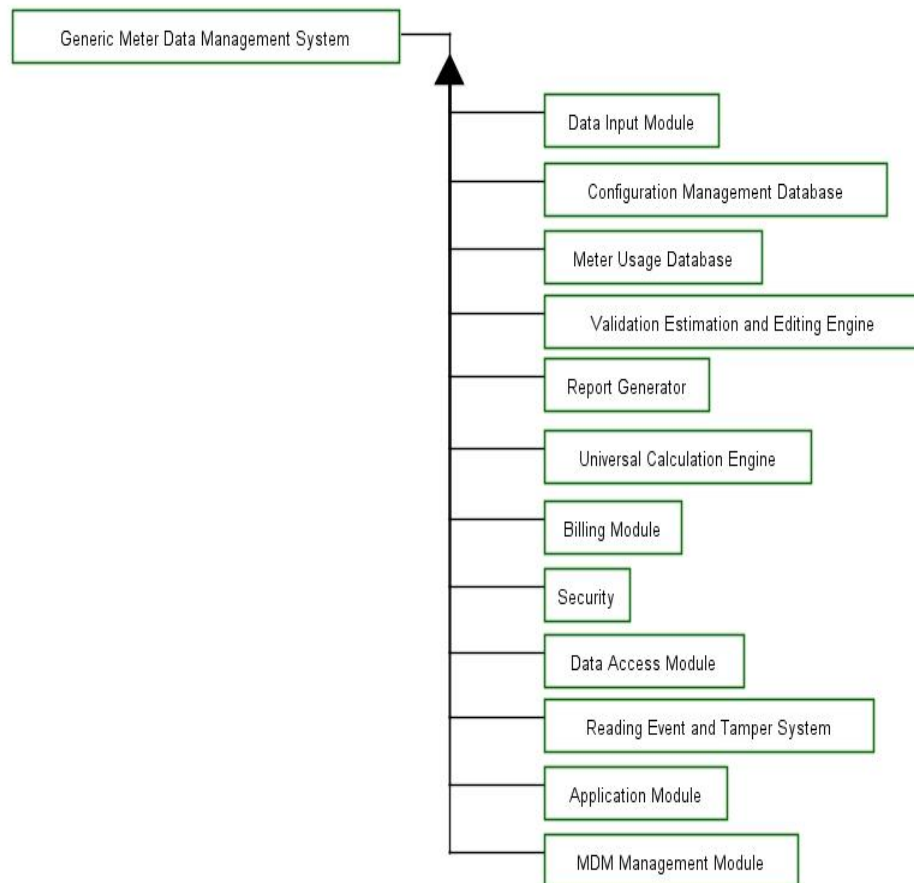 Generic Meter Data Management System
Data Input Module
Configuration Management Database
Meter Usage Database
Validation Estimation and Editing Engine
Report Generator
Universal Calculation Engine
Billing Module
Security
Data Access Module
Reading Event and Tamper System
Application Module
MDM Management Module